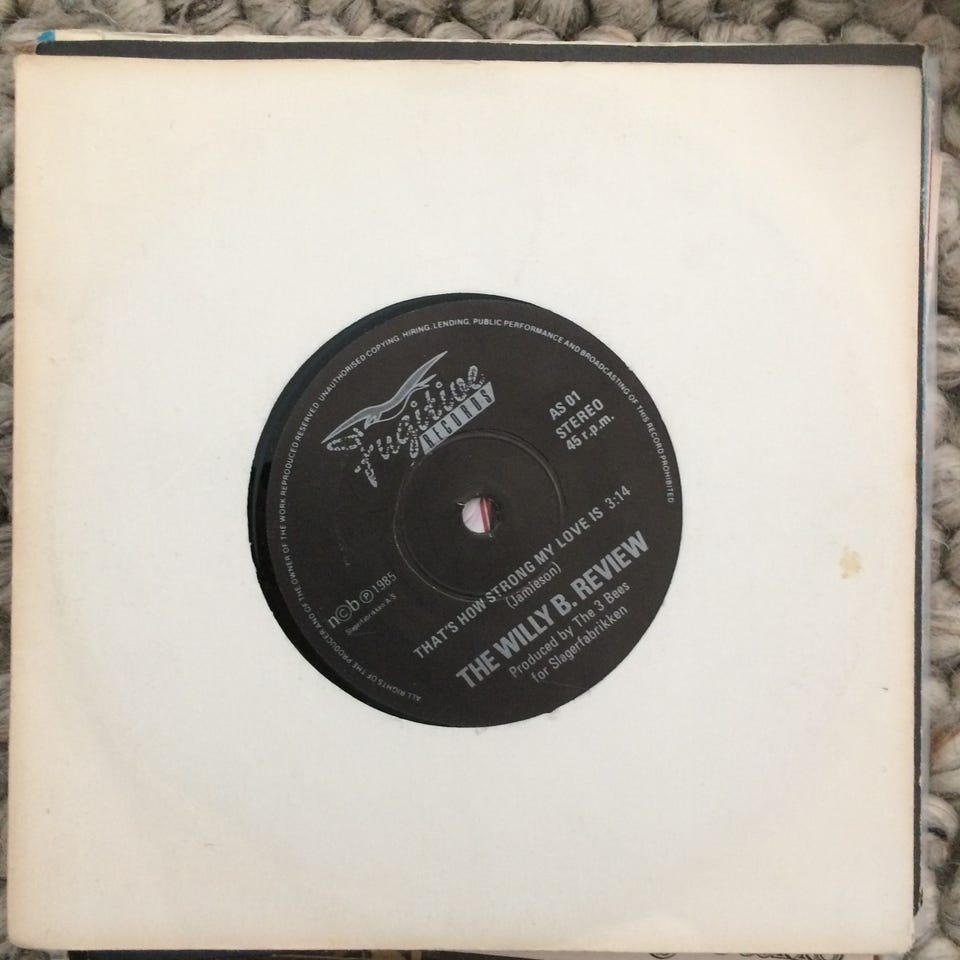 ALL RIGHTS OF THE PRODUCER AND OF THE OWNER OF THE WORK REPRODUCED RESERVED. UNAUTHORISED COPYING, HIRING, LENDING, PUBLIC PERFORMANCE AND BROADCASTING OF THIS RECORD PROHIBITED
Fugitive
RECORDS
AS 01
STEREO
45 r.p.m.
n©b ℗ 1985
Slagerfabrikken A.S
THAT'S HOW STRONG MY LOVE IS 3:14
(Jamieson)
THE WILLY B. REVIEW
Produced by The 3 Bees
for Slagerfabrikken